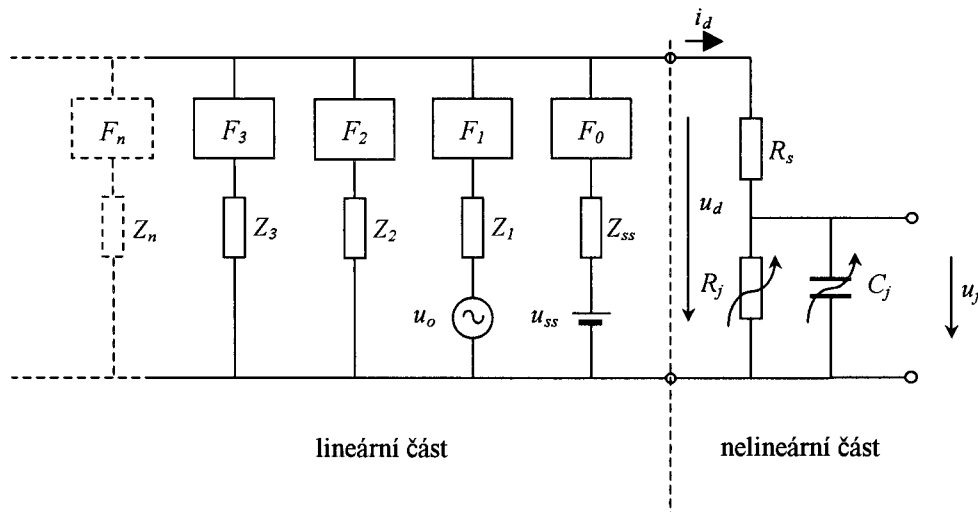 i_d
F_n
F_3
F_2
F_1
F_0
R_s
Z_n
Z_3
Z_2
Z_1
Z_ss
u_d
R_j
C_j
u_j
u_o
u_ss
lineární část
nelineární část